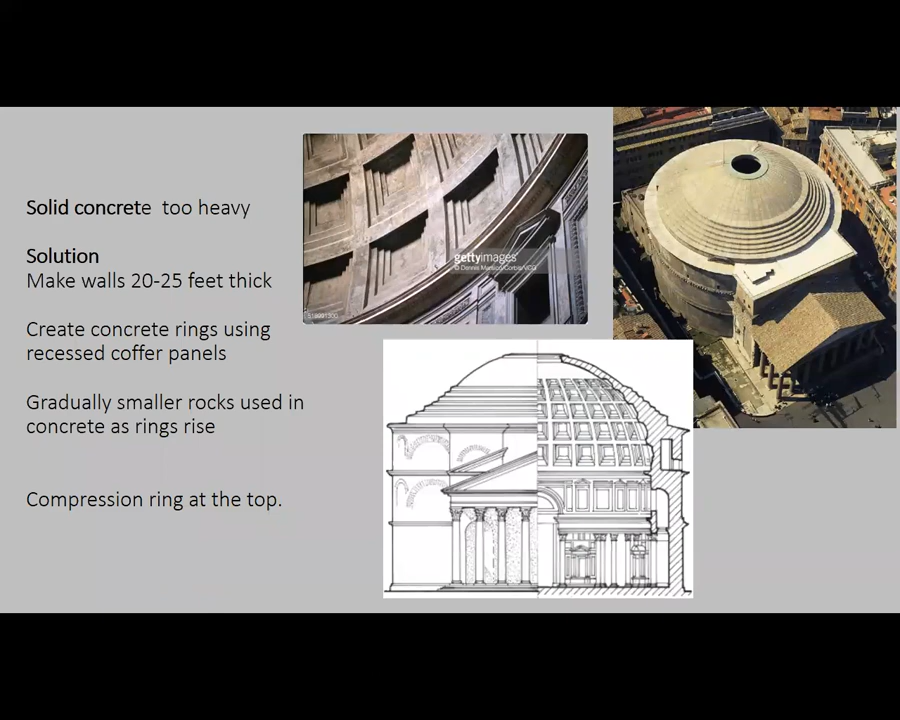 Solid concrete  too heavy
Solution
Make walls 20-25 feet thick
Create concrete rings using
recessed coffer panels
Gradually smaller rocks used in
concrete as rings rise
Compression ring at the top.
gettyimages